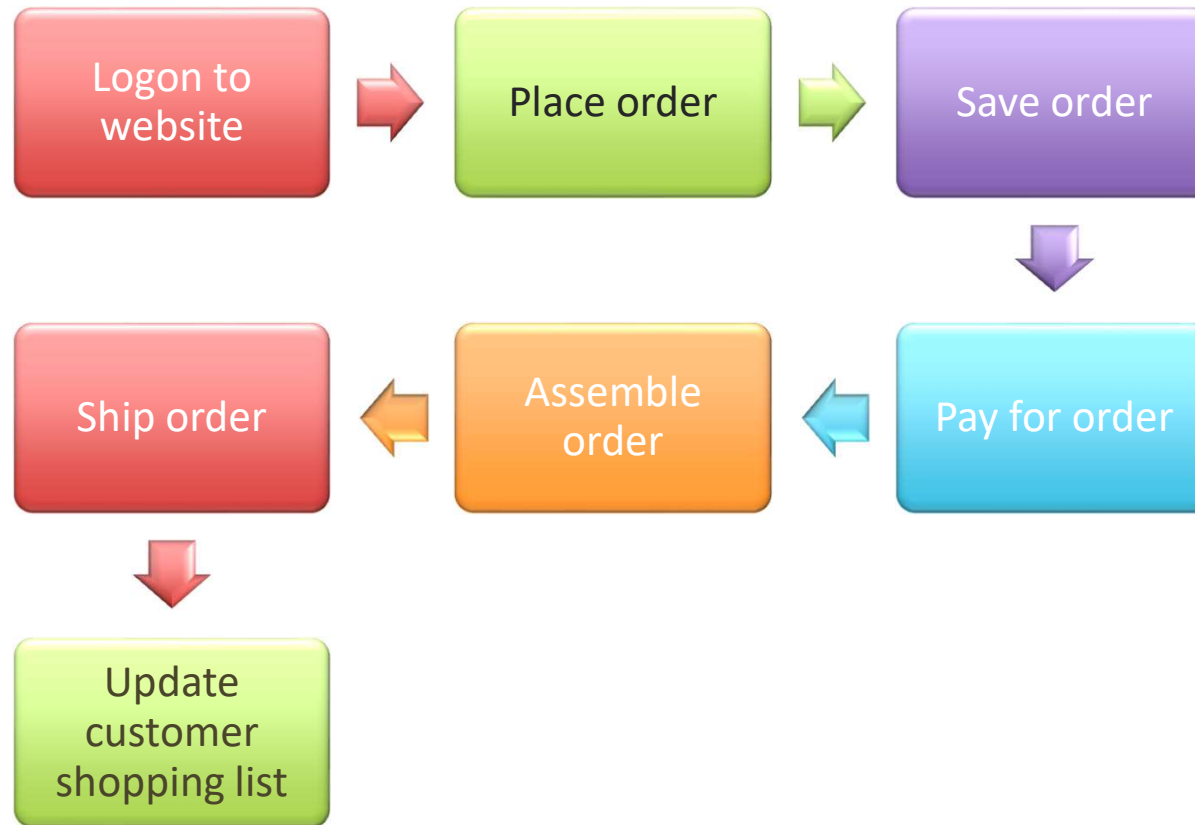 Logon to
website
Place order
Save order
Pay for order
Assemble
order
Ship order
Update
customer
shopping list